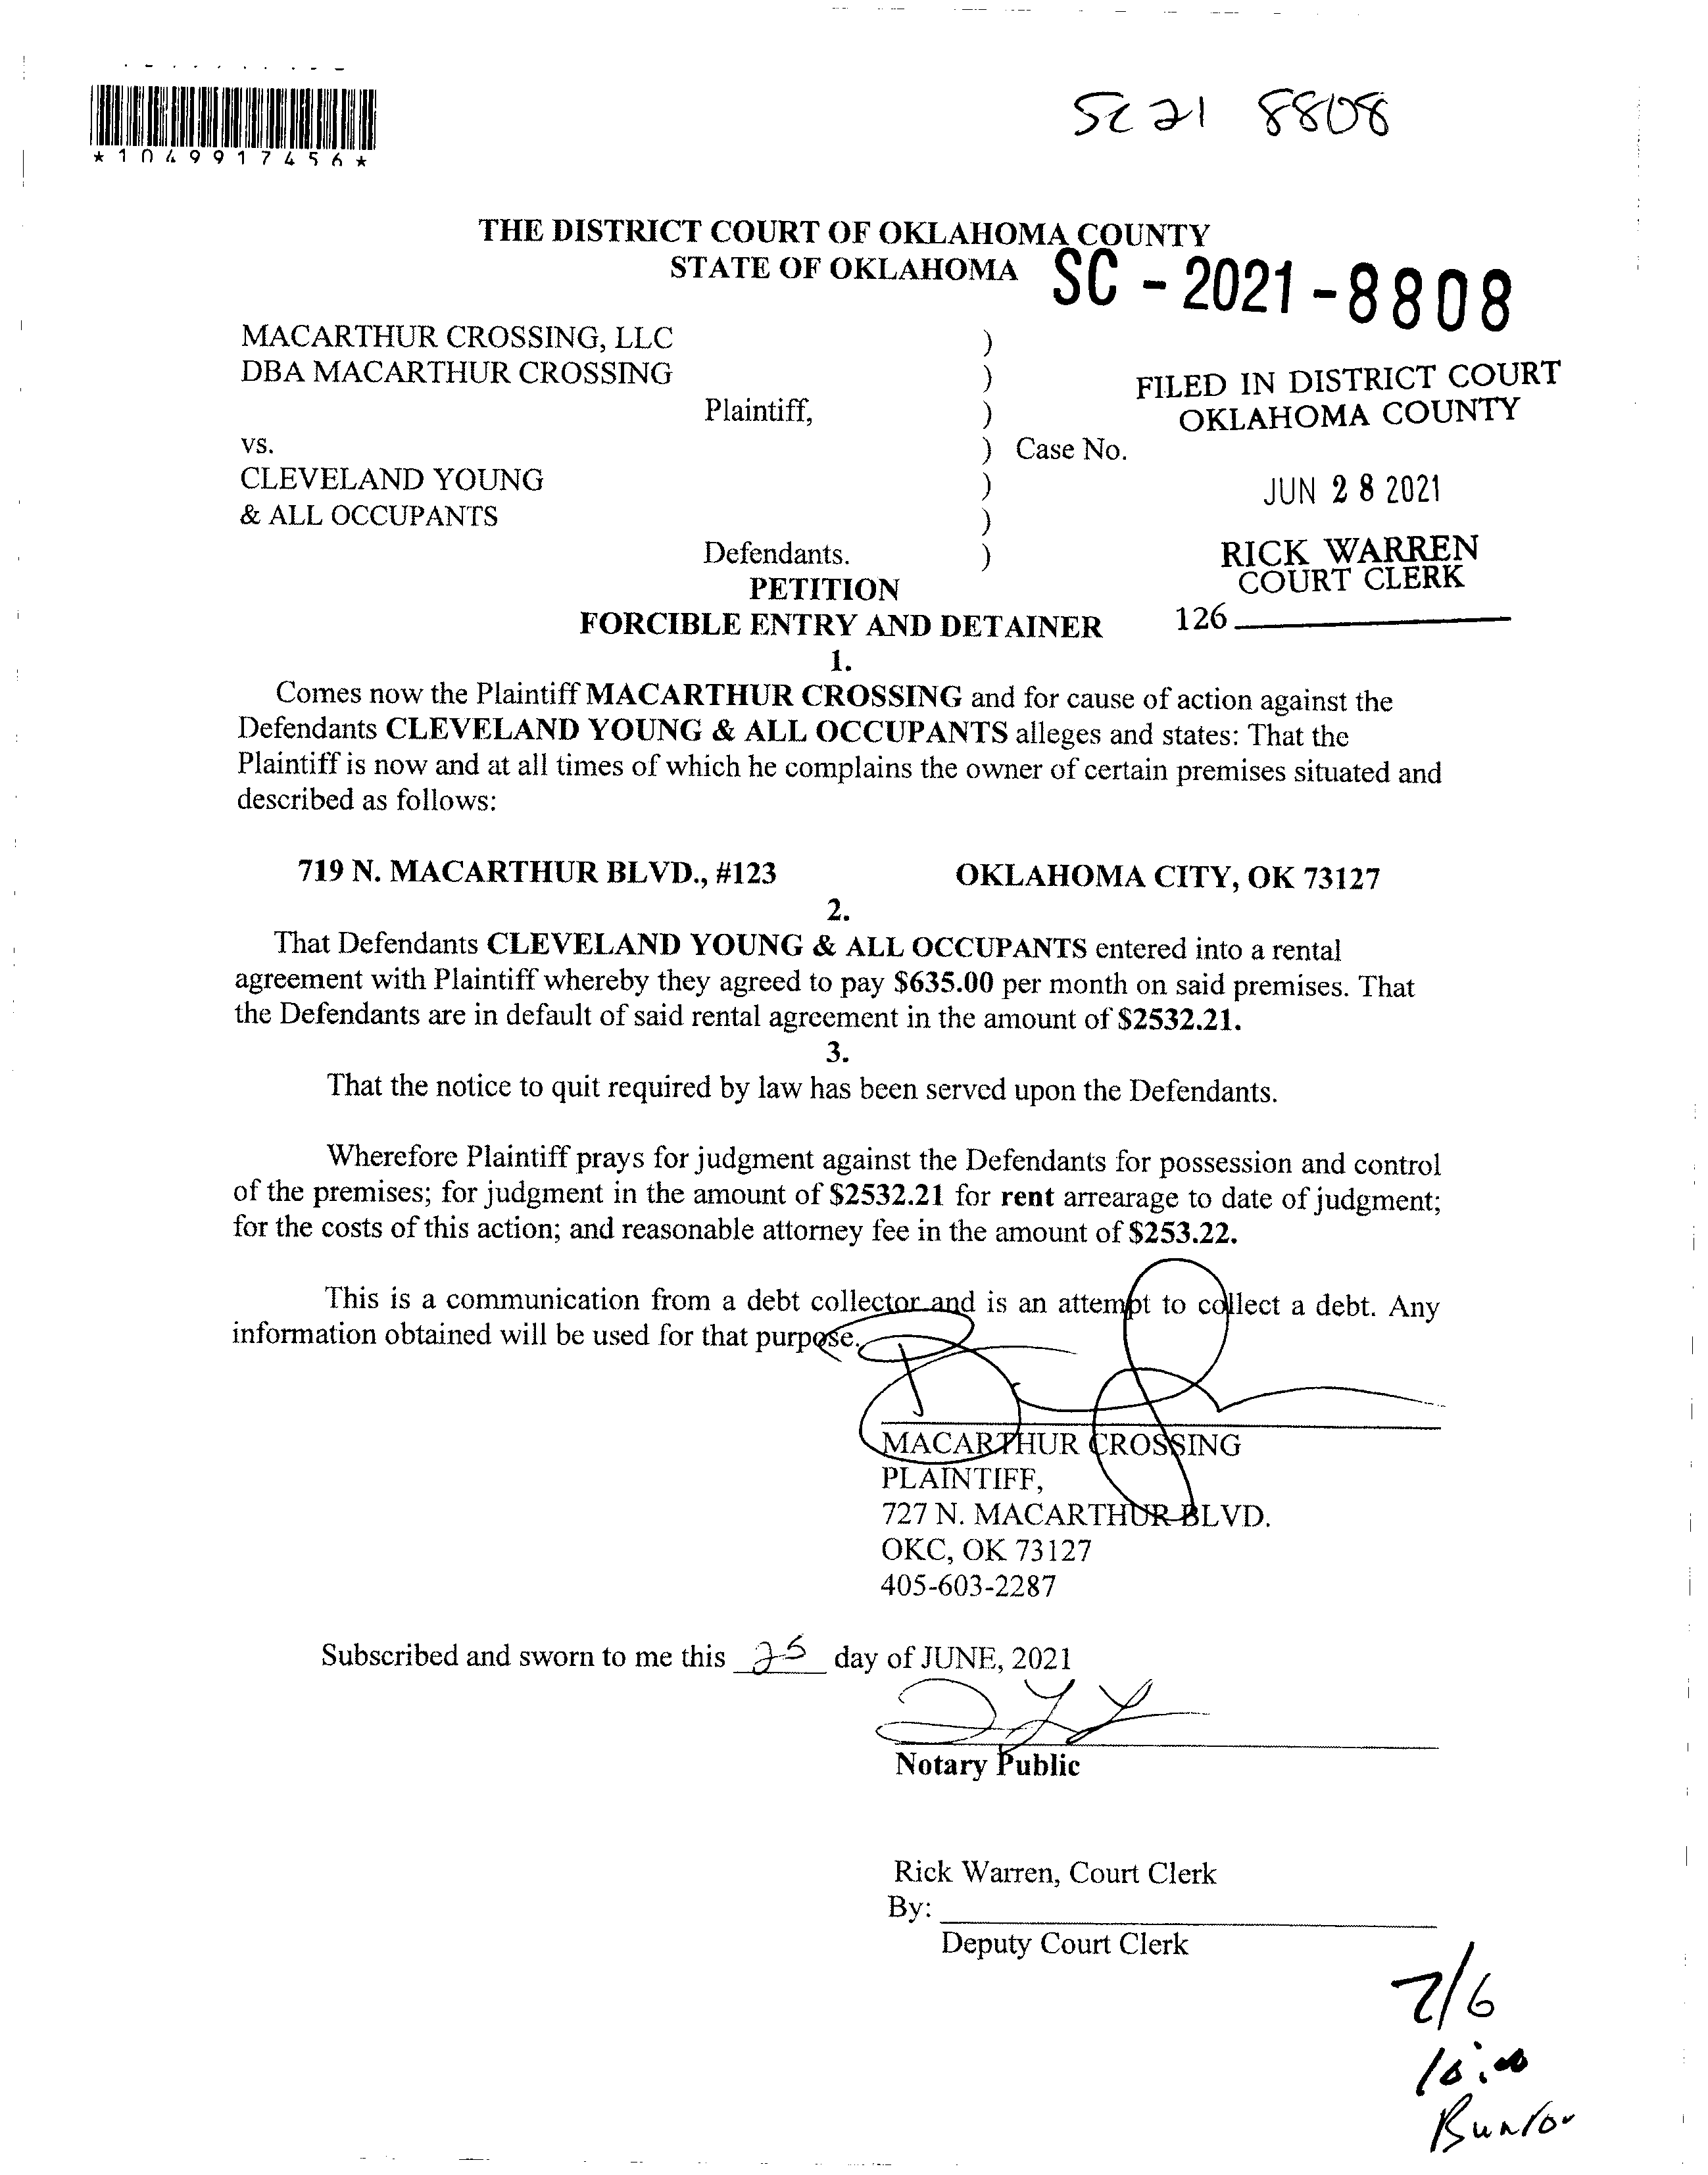 SC 21 8808
*1049917456*
THE DISTRICT COURT OF OKLAHOMA COUNTY
STATE OF OKLAHOMA
SC - 2021 - 8808
MACARTHUR CROSSING, LLC )
DBA MACARTHUR CROSSING )
Plaintiff, )
vs. ) Case No.
CLEVELAND YOUNG )
& ALL OCCUPANTS )
Defendants. )
FILED IN DISTRICT COURT
OKLAHOMA COUNTY
JUN 28 2021
RICK WARREN
COURT CLERK
126
PETITION
FORCIBLE ENTRY AND DETAINER
1.
Comes now the Plaintiff MACARTHUR CROSSING and for cause of action against the
Defendants CLEVELAND YOUNG & ALL OCCUPANTS alleges and states: That the
Plaintiff is now and at all times of which he complains the owner of certain premises situated and
described as follows:
719 N. MACARTHUR BLVD., #123 OKLAHOMA CITY, OK 73127
2.
That Defendants CLEVELAND YOUNG & ALL OCCUPANTS entered into a rental
agreement with Plaintiff whereby they agreed to pay $635.00 per month on said premises. That
the Defendants are in default of said rental agreement in the amount of $2532.21.
3.
That the notice to quit required by law has been served upon the Defendants.
Wherefore Plaintiff prays for judgment against the Defendants for possession and control
of the premises; for judgment in the amount of $2532.21 for rent arrearage to date of judgment;
for the costs of this action; and reasonable attorney fee in the amount of $253.22.
This is a communication from a debt collector and is an attempt to collect a debt. Any
information obtained will be used for that purpose.
MACARTHUR CROSSING
PLAINTIFF,
727 N. MACARTHUR BLVD.
OKC, OK 73127
405-603-2287
Subscribed and sworn to me this 25 day of JUNE, 2021
Notary Public
Rick Warren, Court Clerk
By:
Deputy Court Clerk
7/6